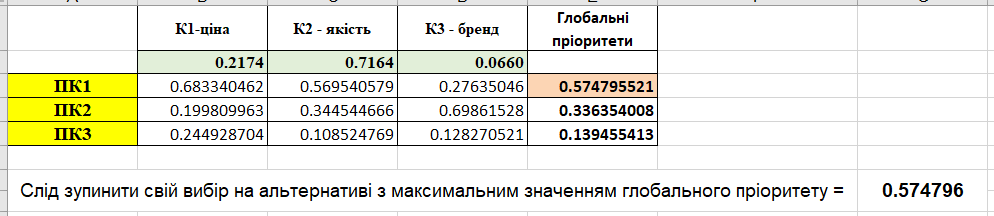 К1-ціна К2 - якість К3 - бренд Глобальні пріоритети
0.2174 0.7164 0.0660
ПК1 0.683340462 0.569540579 0.27635046 0.574795521
ПК2 0.199809963 0.344544666 0.69861528 0.336354008
ПК3 0.244928704 0.108524769 0.128270521 0.139455413
Слід зупинити свій вибір на альтернативі з максимальним значенням глобального пріоритету = 0.574796